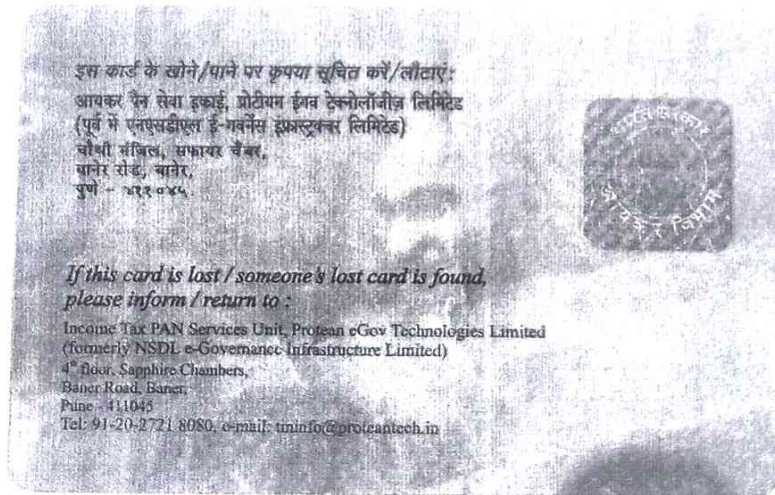 इस कार्ड के खोने/पाने पर कृपया सूचित करें/लौटाएं:
आयकर पैन सेवा इकाई, प्रोटीयन ईगव टेक्नोलॉजीज़ लिमिटेड
(पूर्व में एनएसडीएल ई-गवर्नेंस इंफ्रास्ट्रक्चर लिमिटेड)
चौथी मंजिल, सफायर चेंबर,
बानेर रोड, बानेर,
पुणे - ४११०४५
भारत सरकार
आयकर विभाग
If this card is lost / someone's lost card is found,
please inform / return to :
Income Tax PAN Services Unit, Protean eGov Technologies Limited
(formerly NSDL e-Governance Infrastructure Limited)
4th floor, Sapphire Chambers,
Baner Road, Baner,
Pune - 411045
Tel: 91-20-2721 8080, e-mail: tininfo@proteantech.in